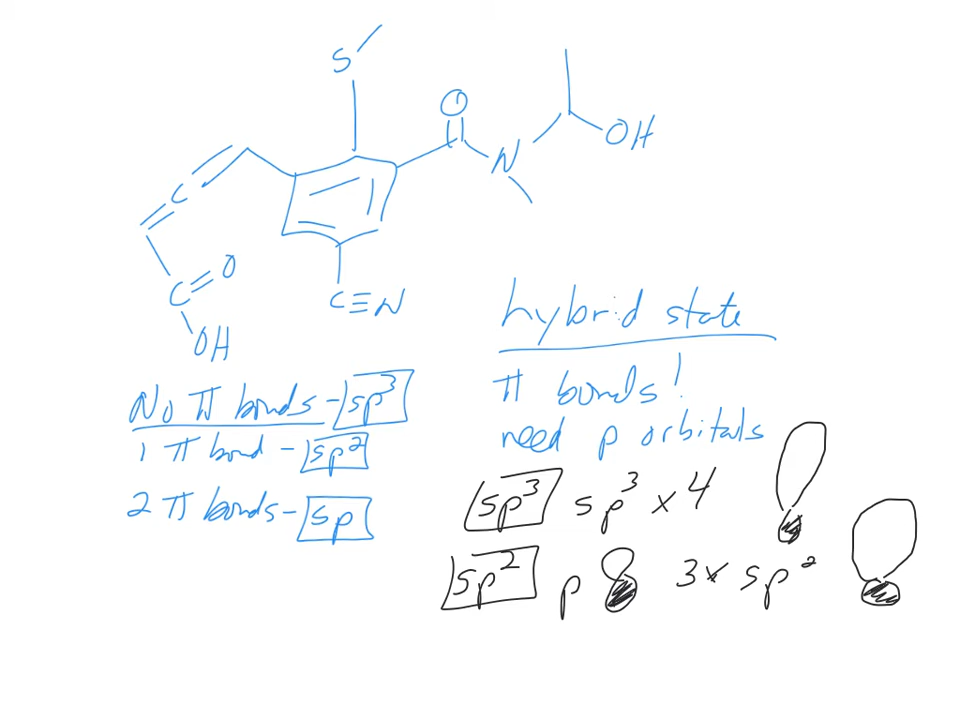 S
O
N
OH
C
C
O
OH
C≡N
hybrid state
π bonds!
need p orbitals
No π bonds - sp³
1 π bond - sp²
2 π bonds - sp
sp³ sp³ x 4
sp² p 3x sp²